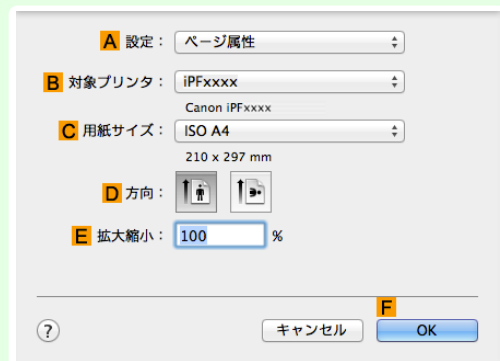 A 設定： ページ属性
B 対象プリンタ： iPFxxxx
Canon iPFxxxx
C 用紙サイズ： ISO A4
210 x 297 mm
D 方向：
E 拡大縮小： 100 %
F
? キャンセル OK